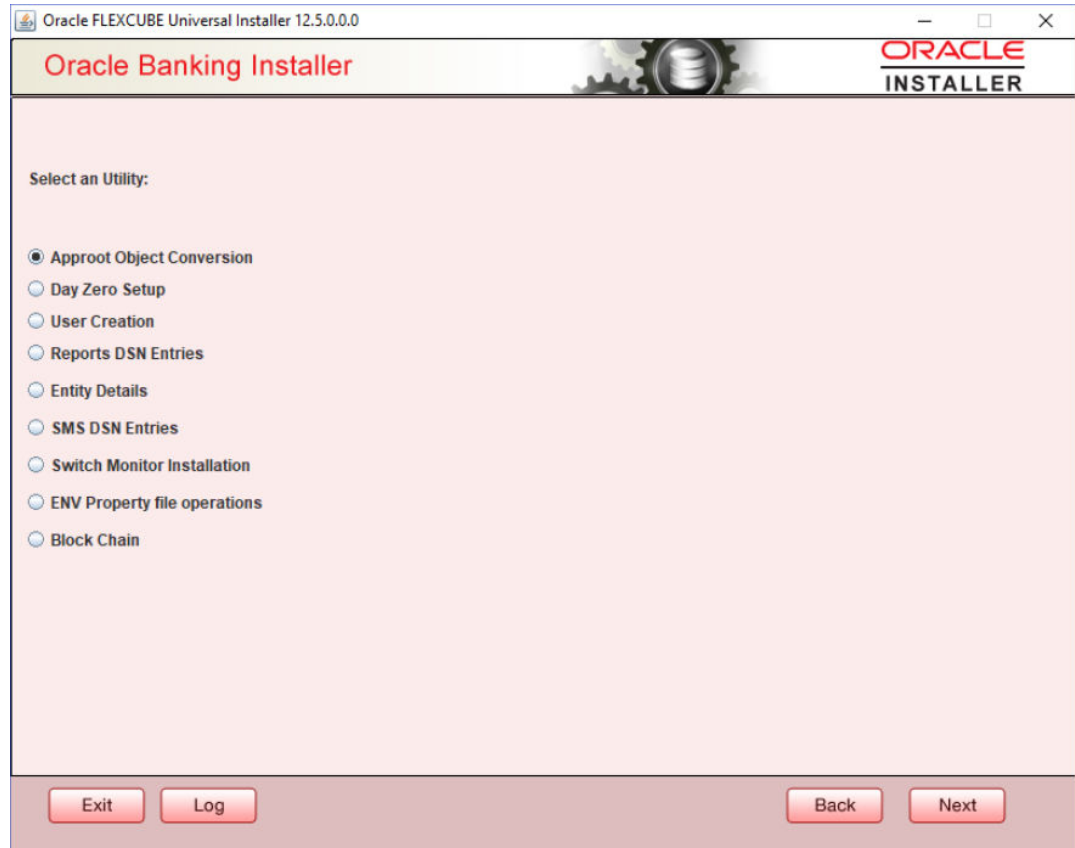 Oracle FLEXCUBE Universal Installer 12.5.0.0.0
Oracle Banking Installer
ORACLE
INSTALLER
Select an Utility:
Approot Object Conversion
Day Zero Setup
User Creation
Reports DSN Entries
Entity Details
SMS DSN Entries
Switch Monitor Installation
ENV Property file operations
Block Chain
Exit Log Back Next